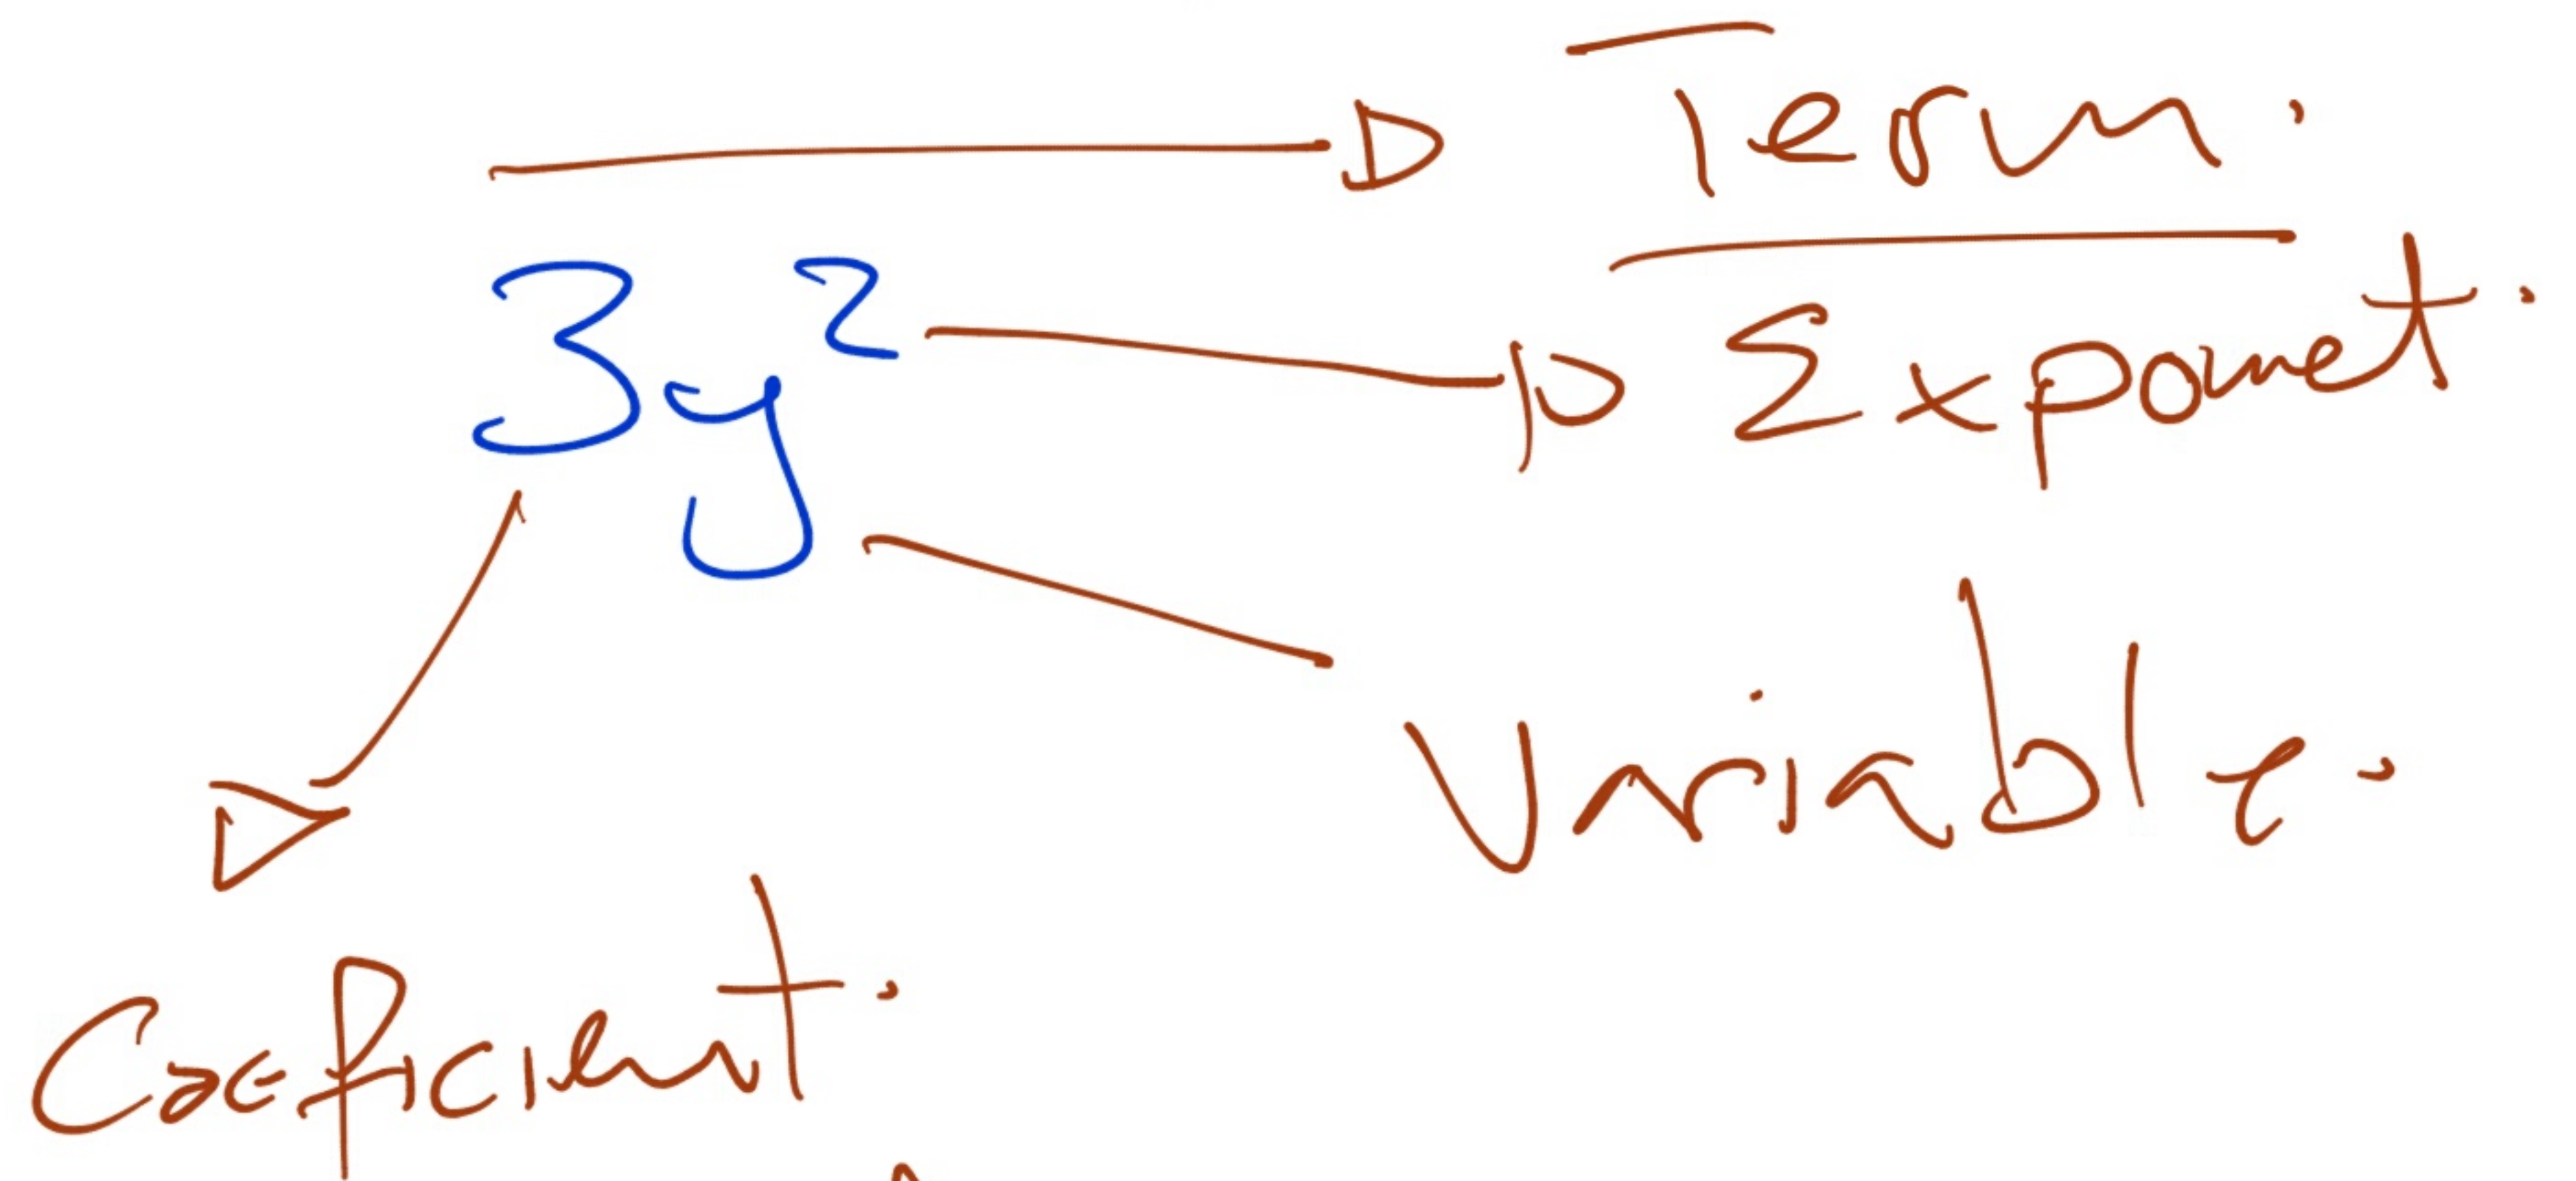 Term.
3y² Exponet.
Variable.
Coeficient.